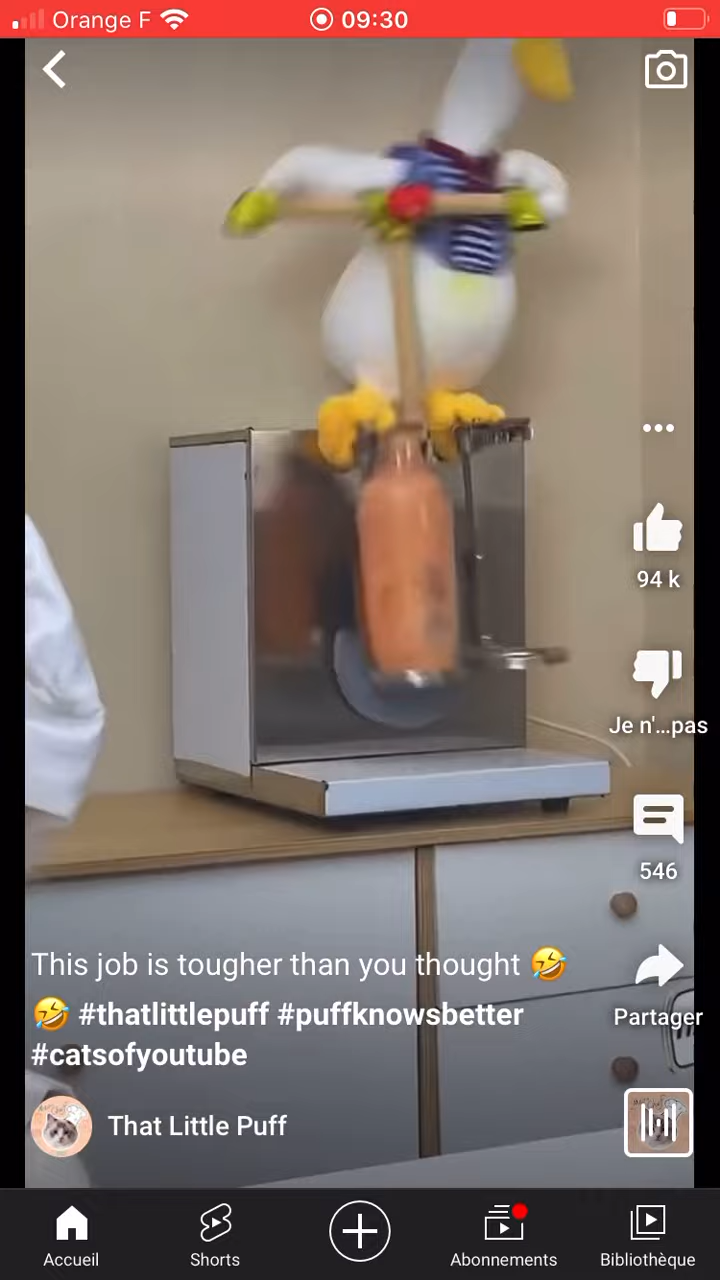 Orange F 09:30
94 k
Je n'…pas
546
This job is tougher than you thought 🤣
🤣 #thatlittlepuff #puffknowsbetter
#catsofyoutube
Partager
That Little Puff
Accueil
Shorts
Abonnements
Bibliothèque